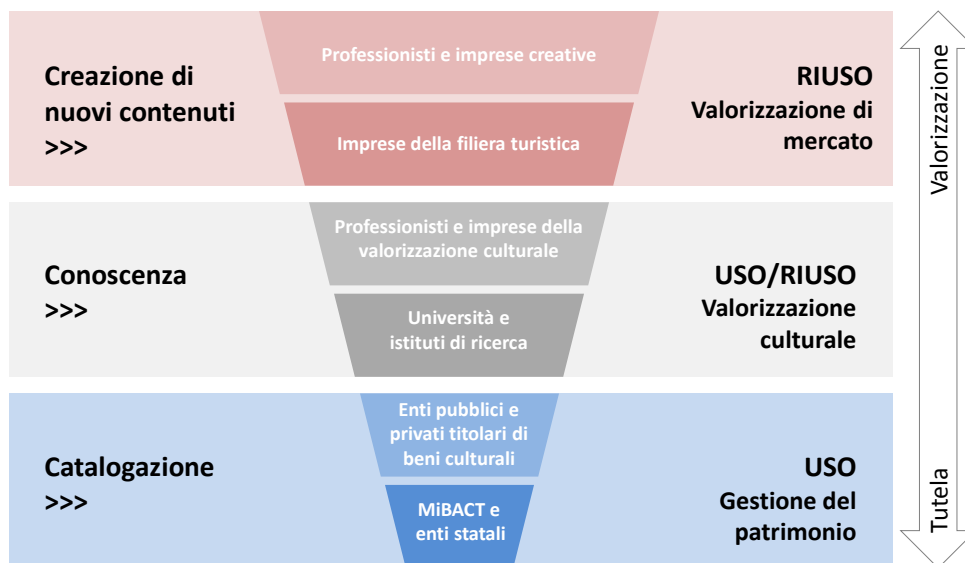 Professionisti e imprese creative
Creazione di
nuovi contenuti
>>>
RIUSO
Valorizzazione di
mercato
Imprese della filiera turistica
Valorizzazione
Professionisti e imprese della
valorizzazione culturale
Conoscenza
>>>
USO/RIUSO
Valorizzazione
culturale
Università e
istituti di ricerca
Enti pubblici e
privati titolari di
beni culturali
Catalogazione
>>>
USO
Gestione del
patrimonio
MiBACT e
enti statali
Tutela